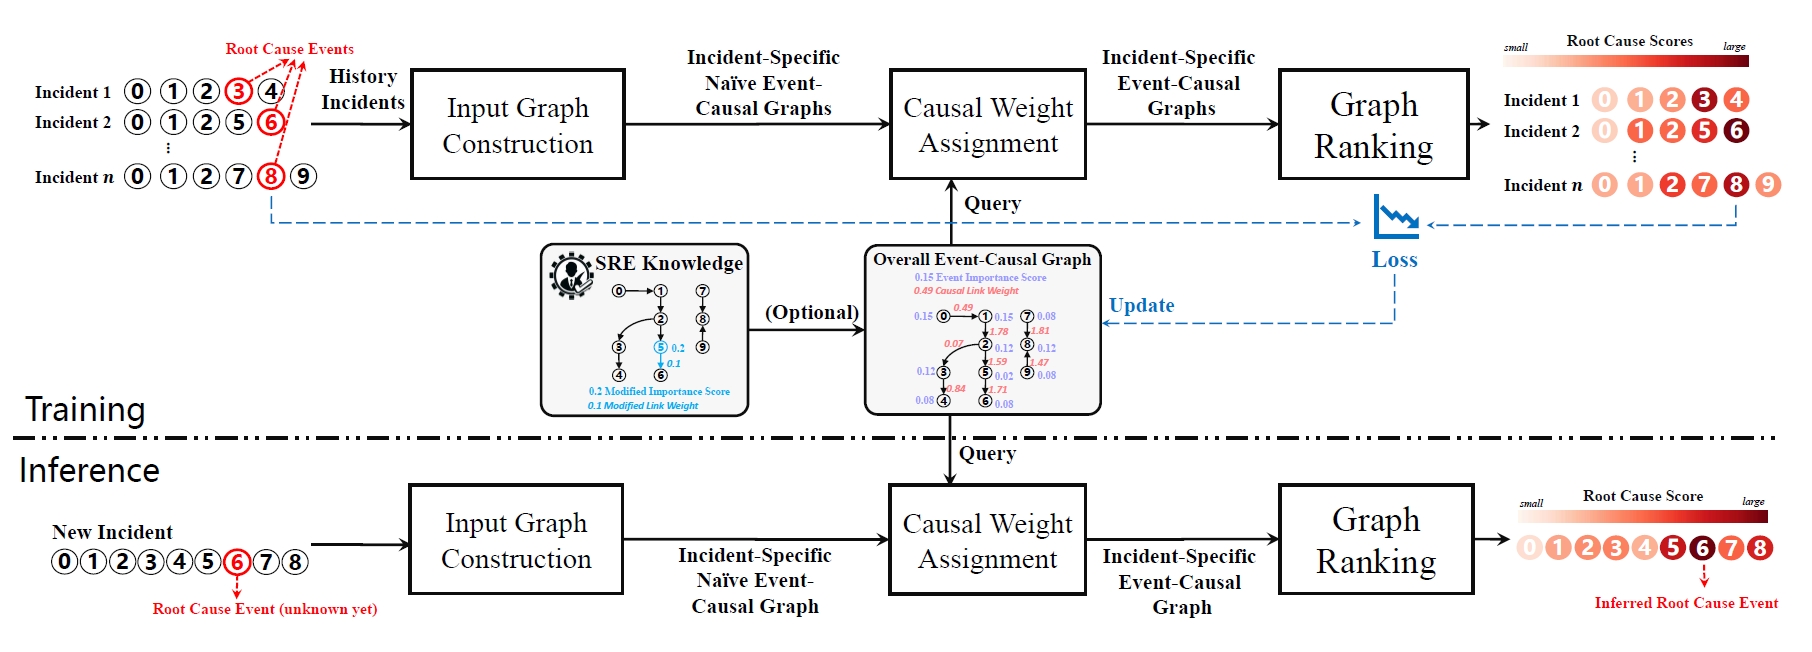 Root Cause Events
Incident 1 0 1 2 3 4
Incident 2 0 1 2 5 6
...
Incident n 0 1 2 7 8 9
History
Incidents
Input Graph
Construction
Incident-Specific
Naïve Event-
Causal Graphs
Causal Weight
Assignment
Incident-Specific
Event-Causal
Graphs
Graph
Ranking
Root Cause Scores
small
large
Incident 1 0 1 2 3 4
Incident 2 0 1 2 5 6
...
Incident n 0 1 2 7 8 9
Query
Loss
Update
SRE Knowledge
0 1 7
2 8
3 5 0.2 9
0.1
4 6
0.2 Modified Importance Score
0.1 Modified Link Weight
(Optional)
Overall Event-Causal Graph
0.15 Event Importance Score
0.49 Causal Link Weight
0.49
0.15 0 1 0.15 7 0.08
1.78 1.81
0.07 2 0.12 8 0.12
1.59 1.47
0.12 3 5 0.02 9 0.08
0.84 1.71
0.08 4 6 0.08
Training
Inference
Query
New Incident
0 1 2 3 4 5 6 7 8
Root Cause Event (unknown yet)
Input Graph
Construction
Incident-Specific
Naïve Event-
Causal Graph
Causal Weight
Assignment
Incident-Specific
Event-Causal
Graph
Graph
Ranking
Root Cause Score
small
large
0 1 2 3 4 5 6 7 8
Inferred Root Cause Event